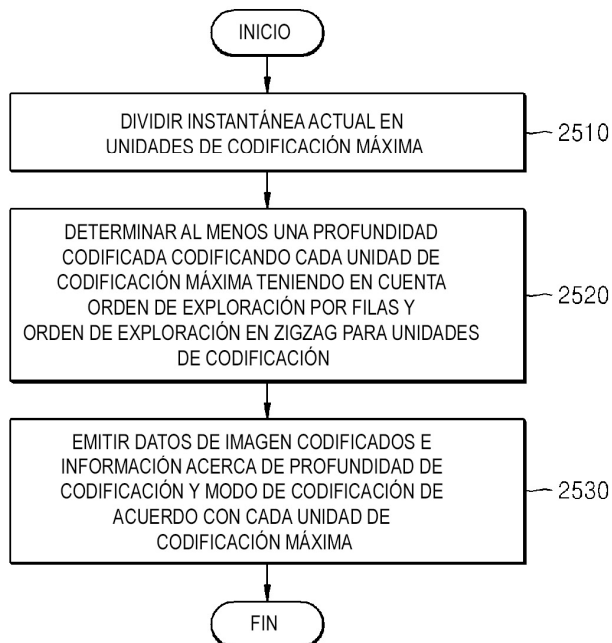 INICIO
DIVIDIR INSTANTÁNEA ACTUAL EN
UNIDADES DE CODIFICACIÓN MÁXIMA
2510
DETERMINAR AL MENOS UNA PROFUNDIDAD
CODIFICADA CODIFICANDO CADA UNIDAD DE
CODIFICACIÓN MÁXIMA TENIENDO EN CUENTA
ORDEN DE EXPLORACIÓN POR FILAS Y
ORDEN DE EXPLORACIÓN EN ZIGZAG PARA UNIDADES
DE CODIFICACIÓN
2520
EMITIR DATOS DE IMAGEN CODIFICADOS E
INFORMACIÓN ACERCA DE PROFUNDIDAD DE
CODIFICACIÓN Y MODO DE CODIFICACIÓN DE
ACUERDO CON CADA UNIDAD DE
CODIFICACIÓN MÁXIMA
2530
FIN